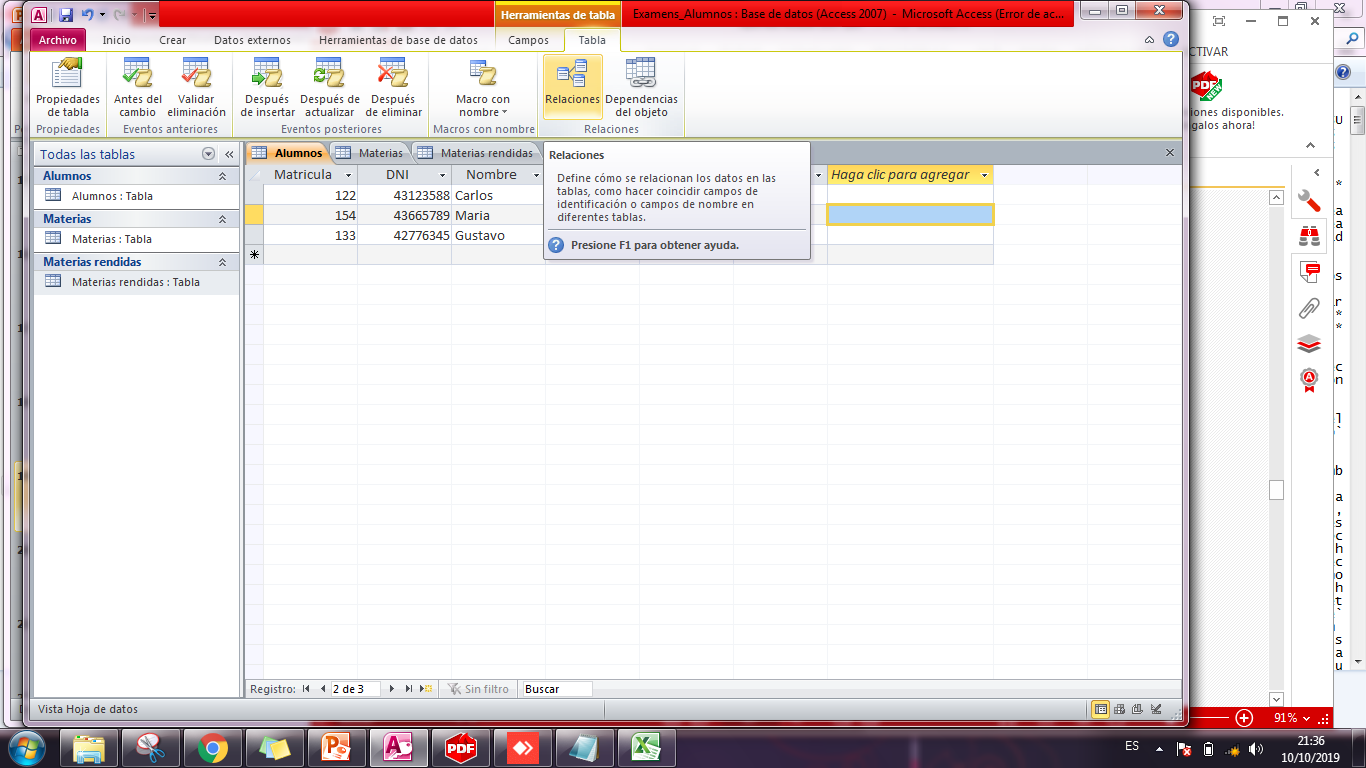 Herramientas de tabla
Examens_Alumnos : Base de datos (Access 2007) - Microsoft Access (Error de ac...
Archivo
Inicio
Crear
Datos externos
Herramientas de base de datos
Campos
Tabla
Propiedades de tabla
Antes del cambio
Validar eliminación
Después de insertar
Después de actualizar
Después de eliminar
Macro con nombre
Relaciones
Dependencias del objeto
Propiedades
Eventos anteriores
Eventos posteriores
Macros con nombre
Relaciones
Todas las tablas
Alumnos
Alumnos : Tabla
Materias
Materias : Tabla
Materias rendidas
Materias rendidas : Tabla
Alumnos
Materias
Materias rendidas
Matricula
DNI
Nombre
Haga clic para agregar
122 43123588 Carlos
154 43665789 Maria
133 42776345 Gustavo
Relaciones
Define cómo se relacionan los datos en las
tablas, como hacer coincidir campos de
identificación o campos de nombre en
diferentes tablas.
Presione F1 para obtener ayuda.
Registro:
2 de 3
Sin filtro
Buscar
Vista Hoja de datos
CTIVAR
PDF
NEW
iones disponibles.
galos ahora!
91%
PDF
ES
21:36
10/10/2019